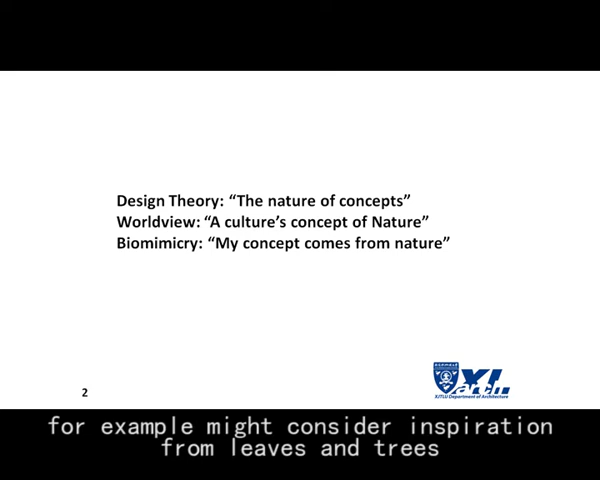 Design Theory: “The nature of concepts”
Worldview: “A culture’s concept of Nature”
Biomimicry: “My concept comes from nature”
2
XJTLU Department of Architecture
for example might consider inspiration
from leaves and trees